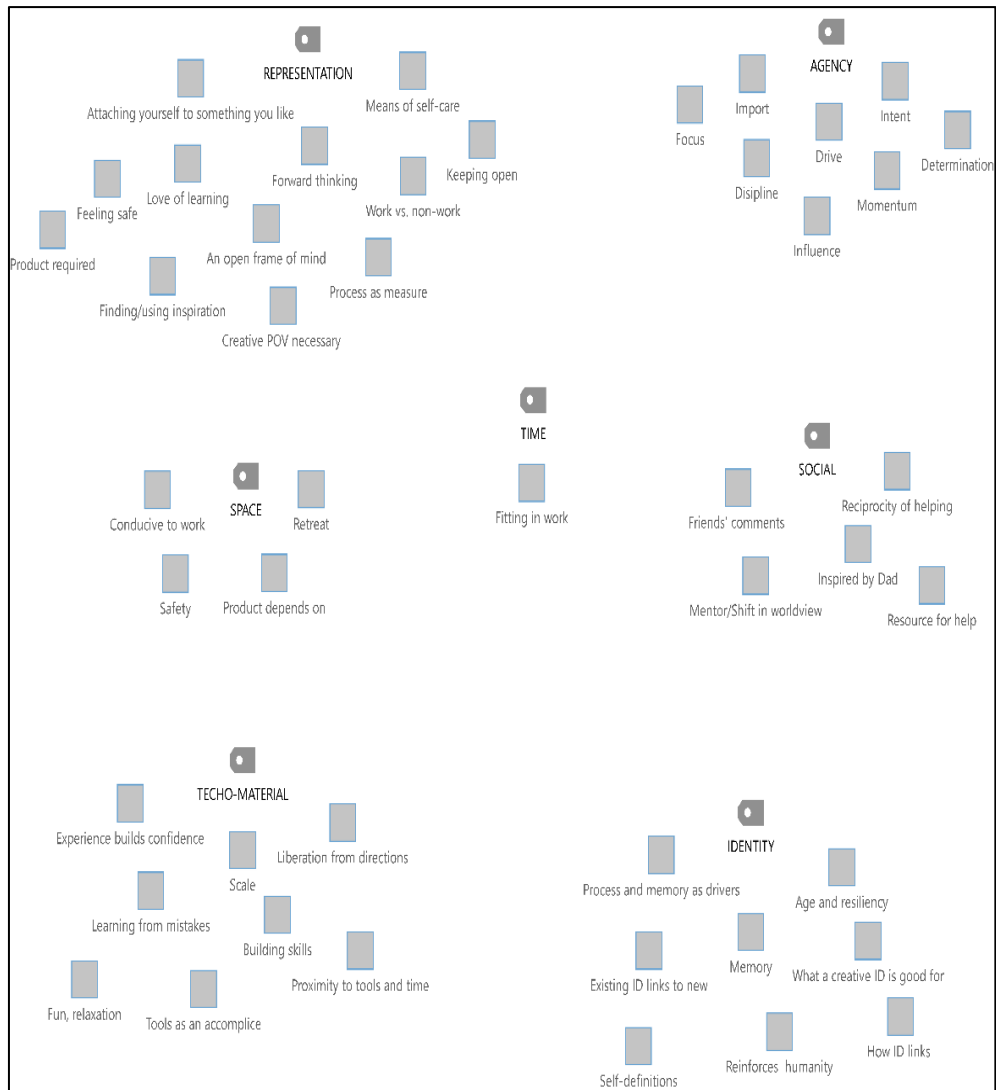 REPRESENTATION
Attaching yourself to something you like
Means of self-care
Forward thinking
Keeping open
Love of learning
Feeling safe
Work vs. non-work
Product required
An open frame of mind
Process as measure
Finding/using inspiration
Creative POV necessary
AGENCY
Import
Intent
Focus
Drive
Determination
Disipline
Momentum
Influence
TIME
Fitting in work
SPACE
Conducive to work
Retreat
Safety
Product depends on
SOCIAL
Reciprocity of helping
Friends' comments
Inspired by Dad
Mentor/Shift in worldview
Resource for help
TECHO-MATERIAL
Experience builds confidence
Liberation from directions
Scale
Learning from mistakes
Building skills
Proximity to tools and time
Fun, relaxation
Tools as an accomplice
IDENTITY
Process and memory as drivers
Age and resiliency
Memory
What a creative ID is good for
Existing ID links to new
How ID links
Reinforces humanity
Self-definitions